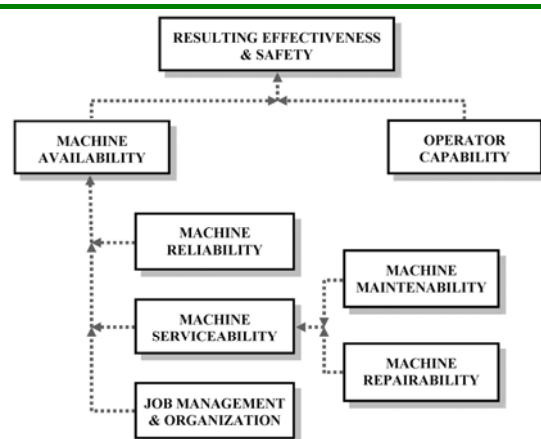 RESULTING EFFECTIVENESS
& SAFETY
MACHINE
AVAILABILITY
OPERATOR
CAPABILITY
MACHINE
RELIABILITY
MACHINE
MAINTENABILITY
MACHINE
SERVICEABILITY
MACHINE
REPAIRABILITY
JOB MANAGEMENT
& ORGANIZATION